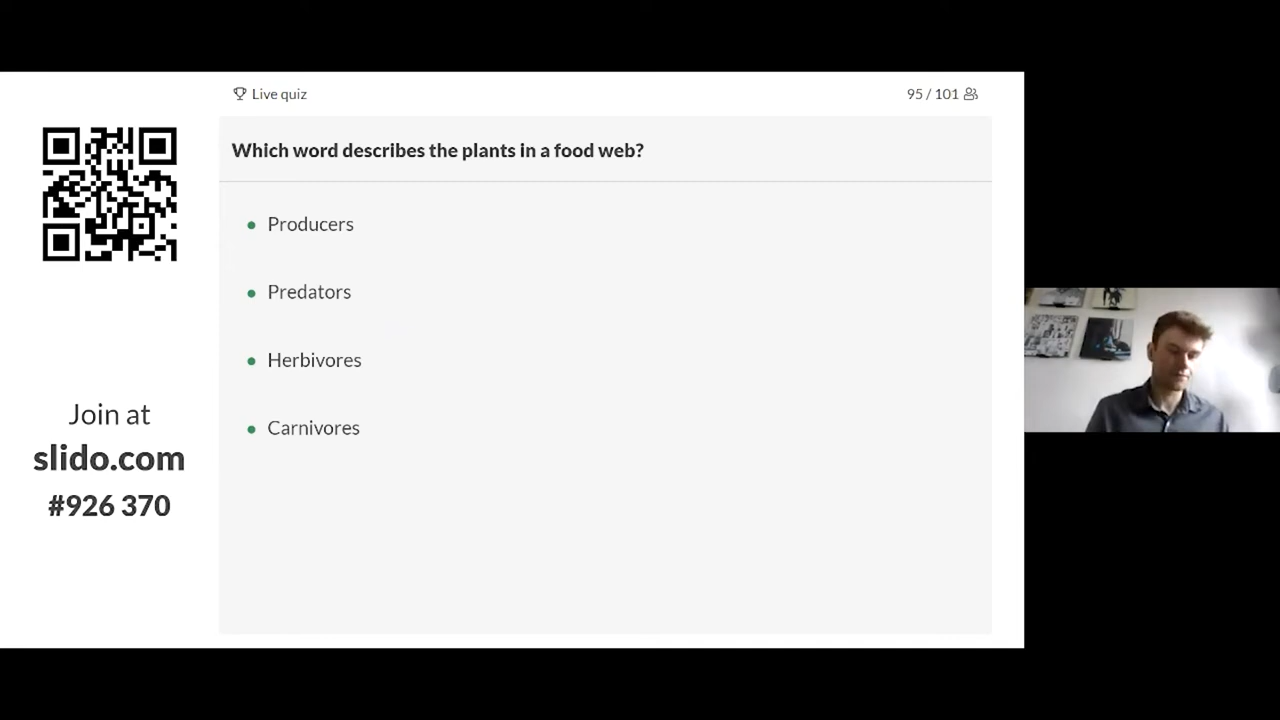 Live quiz
95 / 101
Which word describes the plants in a food web?
Producers
Predators
Herbivores
Carnivores
Join at
slido.com
#926 370